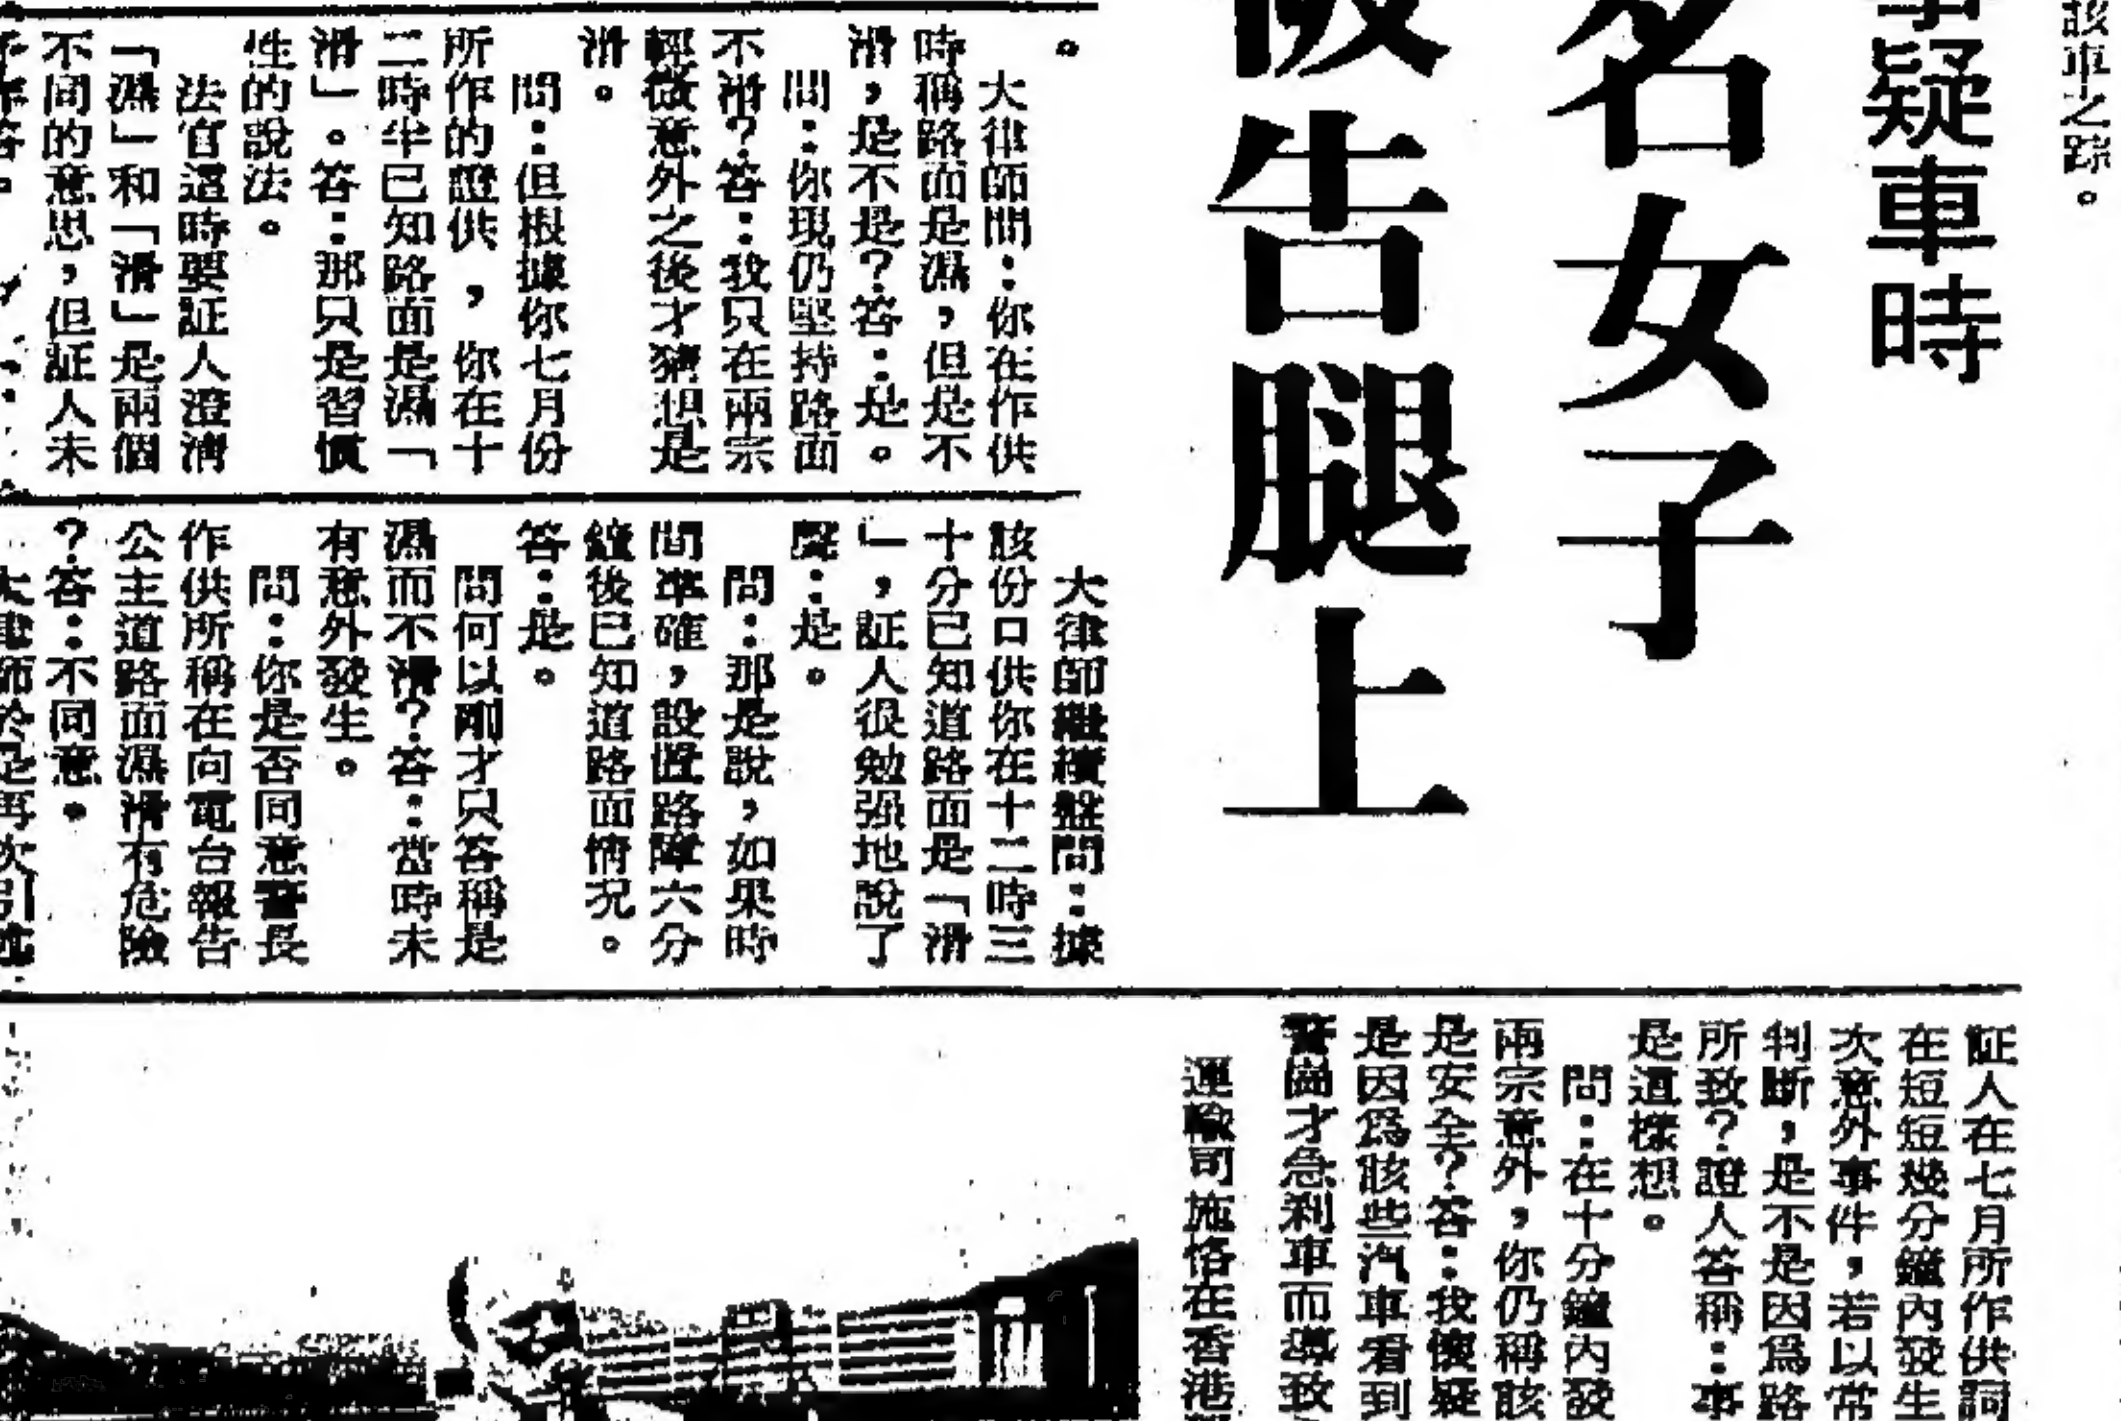 該車之踪。
疑車時
名女子
告腿上
。
大律師問：你在作供
時稱路面是濕，但是不
滑，是不是？答：是。
問：你現仍堅持路面
不滑？答：我只在兩宗
輕微意外之後才猜想是
滑。
問：但根據你七月份
所作的證供，你在十
二時半已知路面是濕「
滑」。答：那只是習慣
性的說法。
法官這時要証人澄清
「濕」和「滑」是兩個
不同的意思，但証人未
大律師繼續盤問：據
該份口供你在十二時三
十分已知道路面是「滑
」，証人很勉强地說了
聲：是。
問：那是說，如果時
間準確，設置路障六分
鐘後已知道路面情况。
答：是。
問何以剛才只答稱是
濕而不滑？答：當時未
有意外發生。
問：你是否同意警長
作供所稱在向電台報告
公主道路面濕滑有危險
？答：不同意。
大律師於是再次引述
証人在七月所作供詞
在短短幾分鐘內發生
次意外事件，若以常
判斷，是不是因爲路
所致？證人答稱：事
是這樣想。
問：在十分鐘內發
兩宗意外，你仍稱該
是安全？答：我懷疑
是因爲該些汽車看到
警崗才急刹車而導致
運輸司施恪在香港